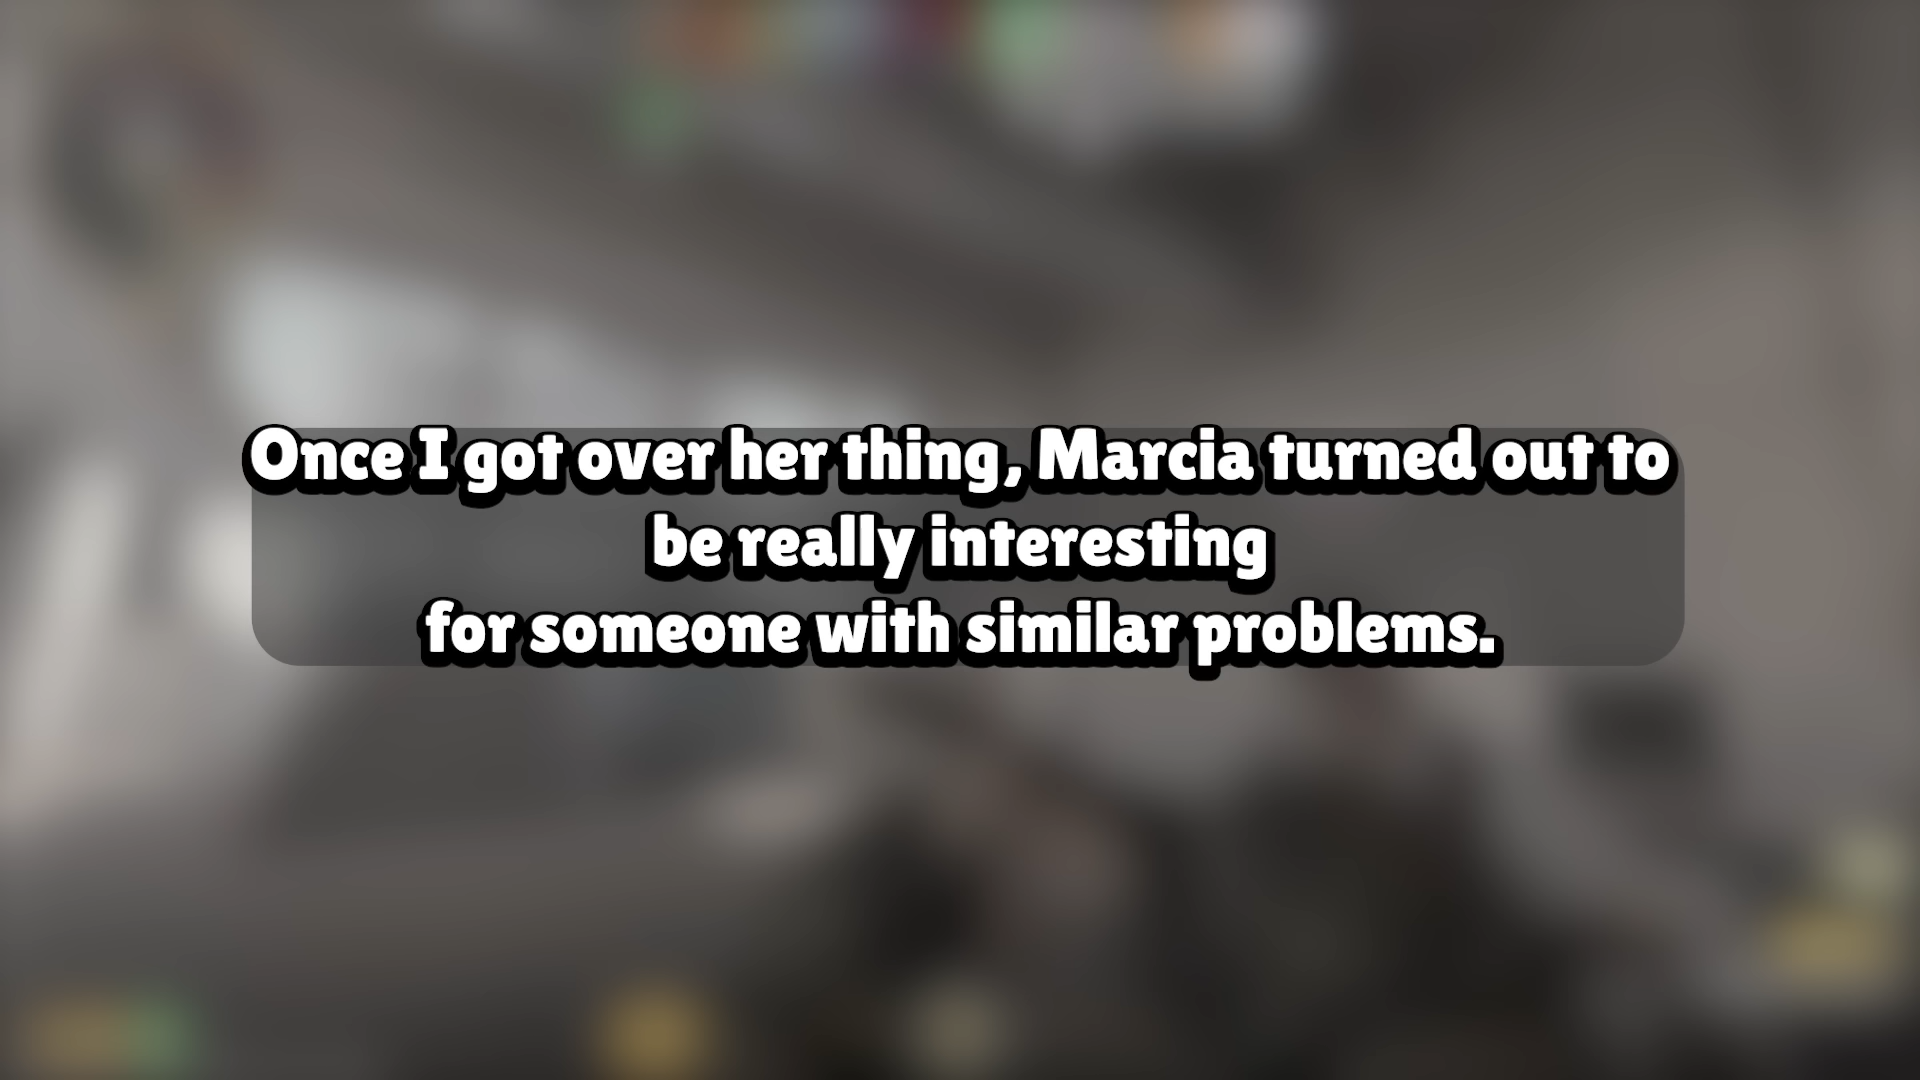 Once I got over her thing, Marcia turned out to
be really interesting
for someone with similar problems.